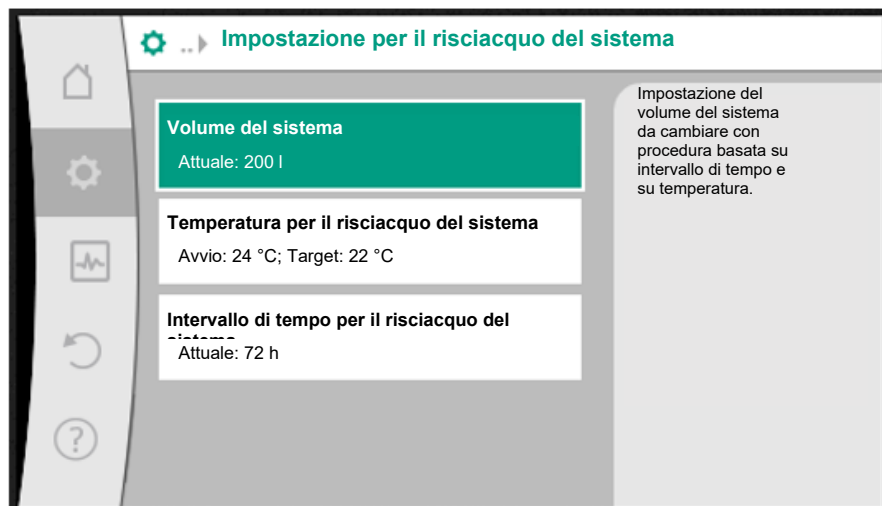 Impostazione per il risciacquo del sistema
Volume del sistema
Attuale: 200 l
Temperatura per il risciacquo del sistema
Avvio: 24 °C; Target: 22 °C
Intervallo di tempo per il risciacquo del
sistema
Attuale: 72 h
Impostazione del
volume del sistema
da cambiare con
procedura basata su
intervallo di tempo e
su temperatura.